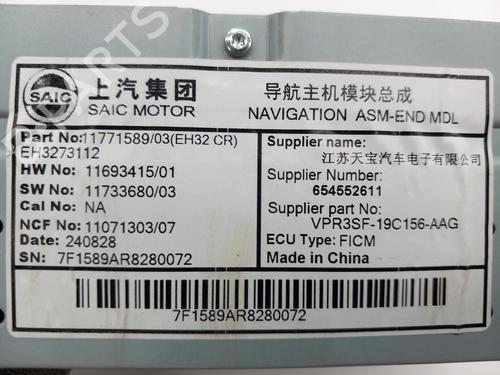 SAIC
上汽集团
SAIC MOTOR
导航主机模块总成
NAVIGATION ASM-END MDL
Part No:11771589/03(EH32 CR)
EH3273112
HW No: 11693415/01
SW No: 11733680/03
Cal No: NA
NCF No: 11071303/07
Date: 240828
SN: 7F1589AR8280072
Supplier name:
江苏天宝汽车电子有限公司
Supplier Number:
654552611
Supplier part No:
VPR3SF-19C156-AAG
ECU Type: FICM
Made in China
7F1589AR8280072